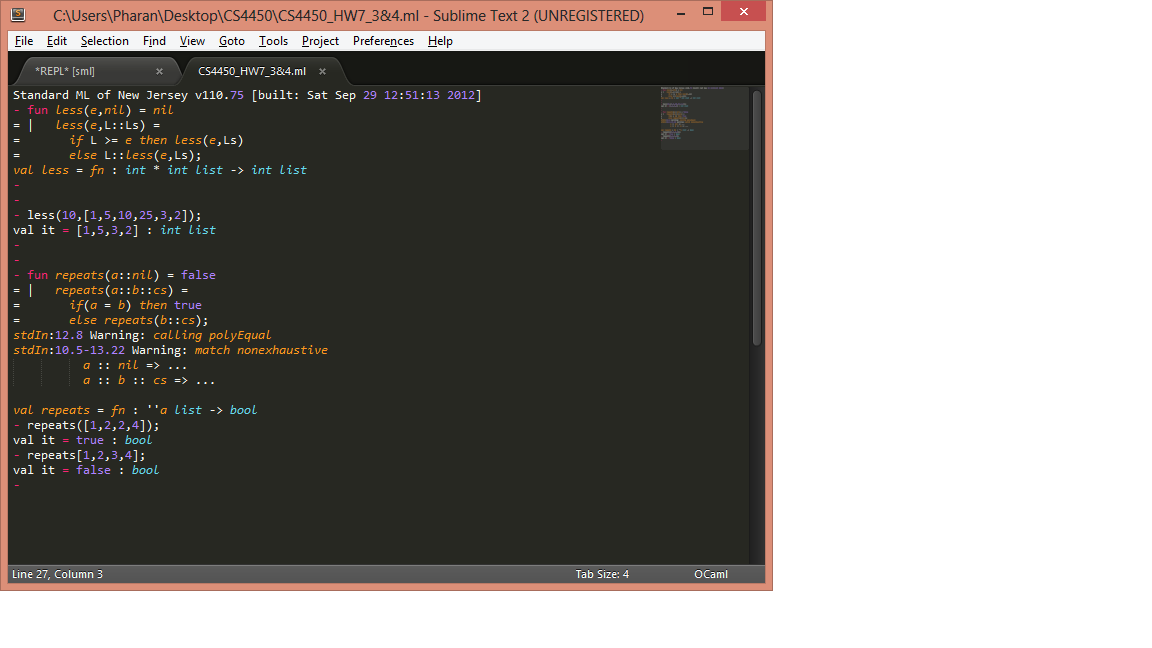 C:\Users\Pharan\Desktop\CS4450\CS4450_HW7_3&4.ml - Sublime Text 2 (UNREGISTERED)
File Edit Selection Find View Goto Tools Project Preferences Help
*REPL* [sml] × CS4450_HW7_3&4.ml ×
Standard ML of New Jersey v110.75 [built: Sat Sep 29 12:51:13 2012]
- fun less(e,nil) = nil
= |   less(e,L::Ls) =
=       if L >= e then less(e,Ls)
=       else L::less(e,Ls);
val less = fn : int * int list -> int list
-
-
- less(10,[1,5,10,25,3,2]);
val it = [1,5,3,2] : int list
-
-
- fun repeats(a::nil) = false
= |   repeats(a::b::cs) =
=       if(a = b) then true
=       else repeats(b::cs);
stdIn:12.8 Warning: calling polyEqual
stdIn:10.5-13.22 Warning: match nonexhaustive
          a :: nil => ...
          a :: b :: cs => ...
val repeats = fn : ''a list -> bool
- repeats([1,2,2,4]);
val it = true : bool
- repeats[1,2,3,4];
val it = false : bool
-
Line 27, Column 3 Tab Size: 4 OCaml